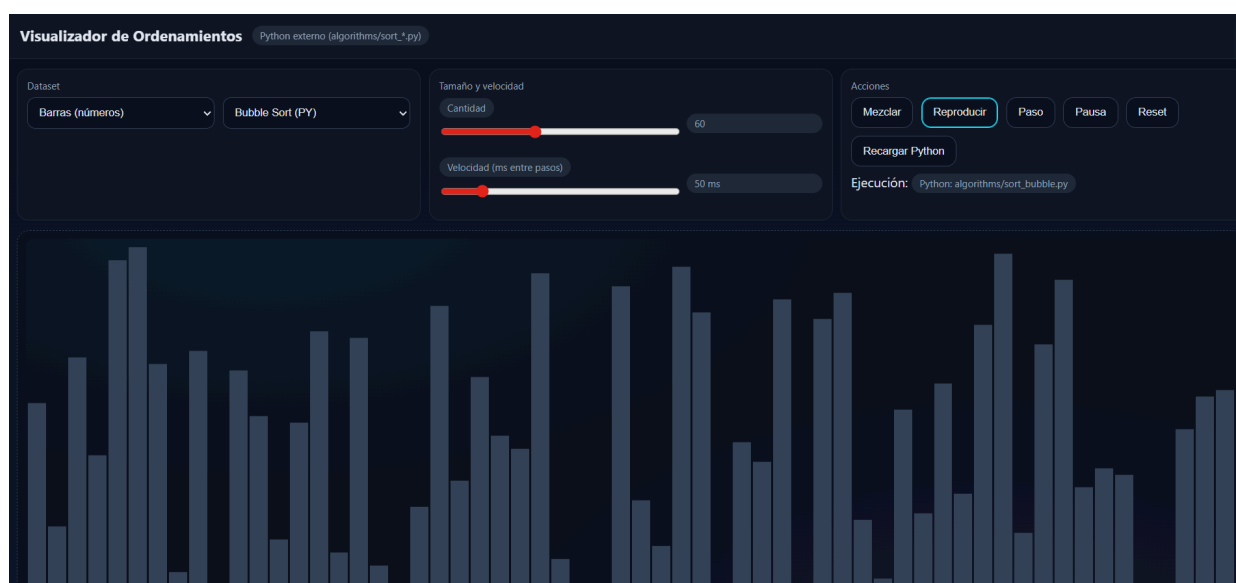 Visualizador de Ordenamientos Python externo (algorithms/sort_*.py)
Dataset
Barras (números) Bubble Sort (PY)
Tamaño y velocidad
Cantidad
60
Velocidad (ms entre pasos)
50 ms
Acciones
Mezclar Reproducir Paso Pausa Reset
Recargar Python
Ejecución: Python: algorithms/sort_bubble.py